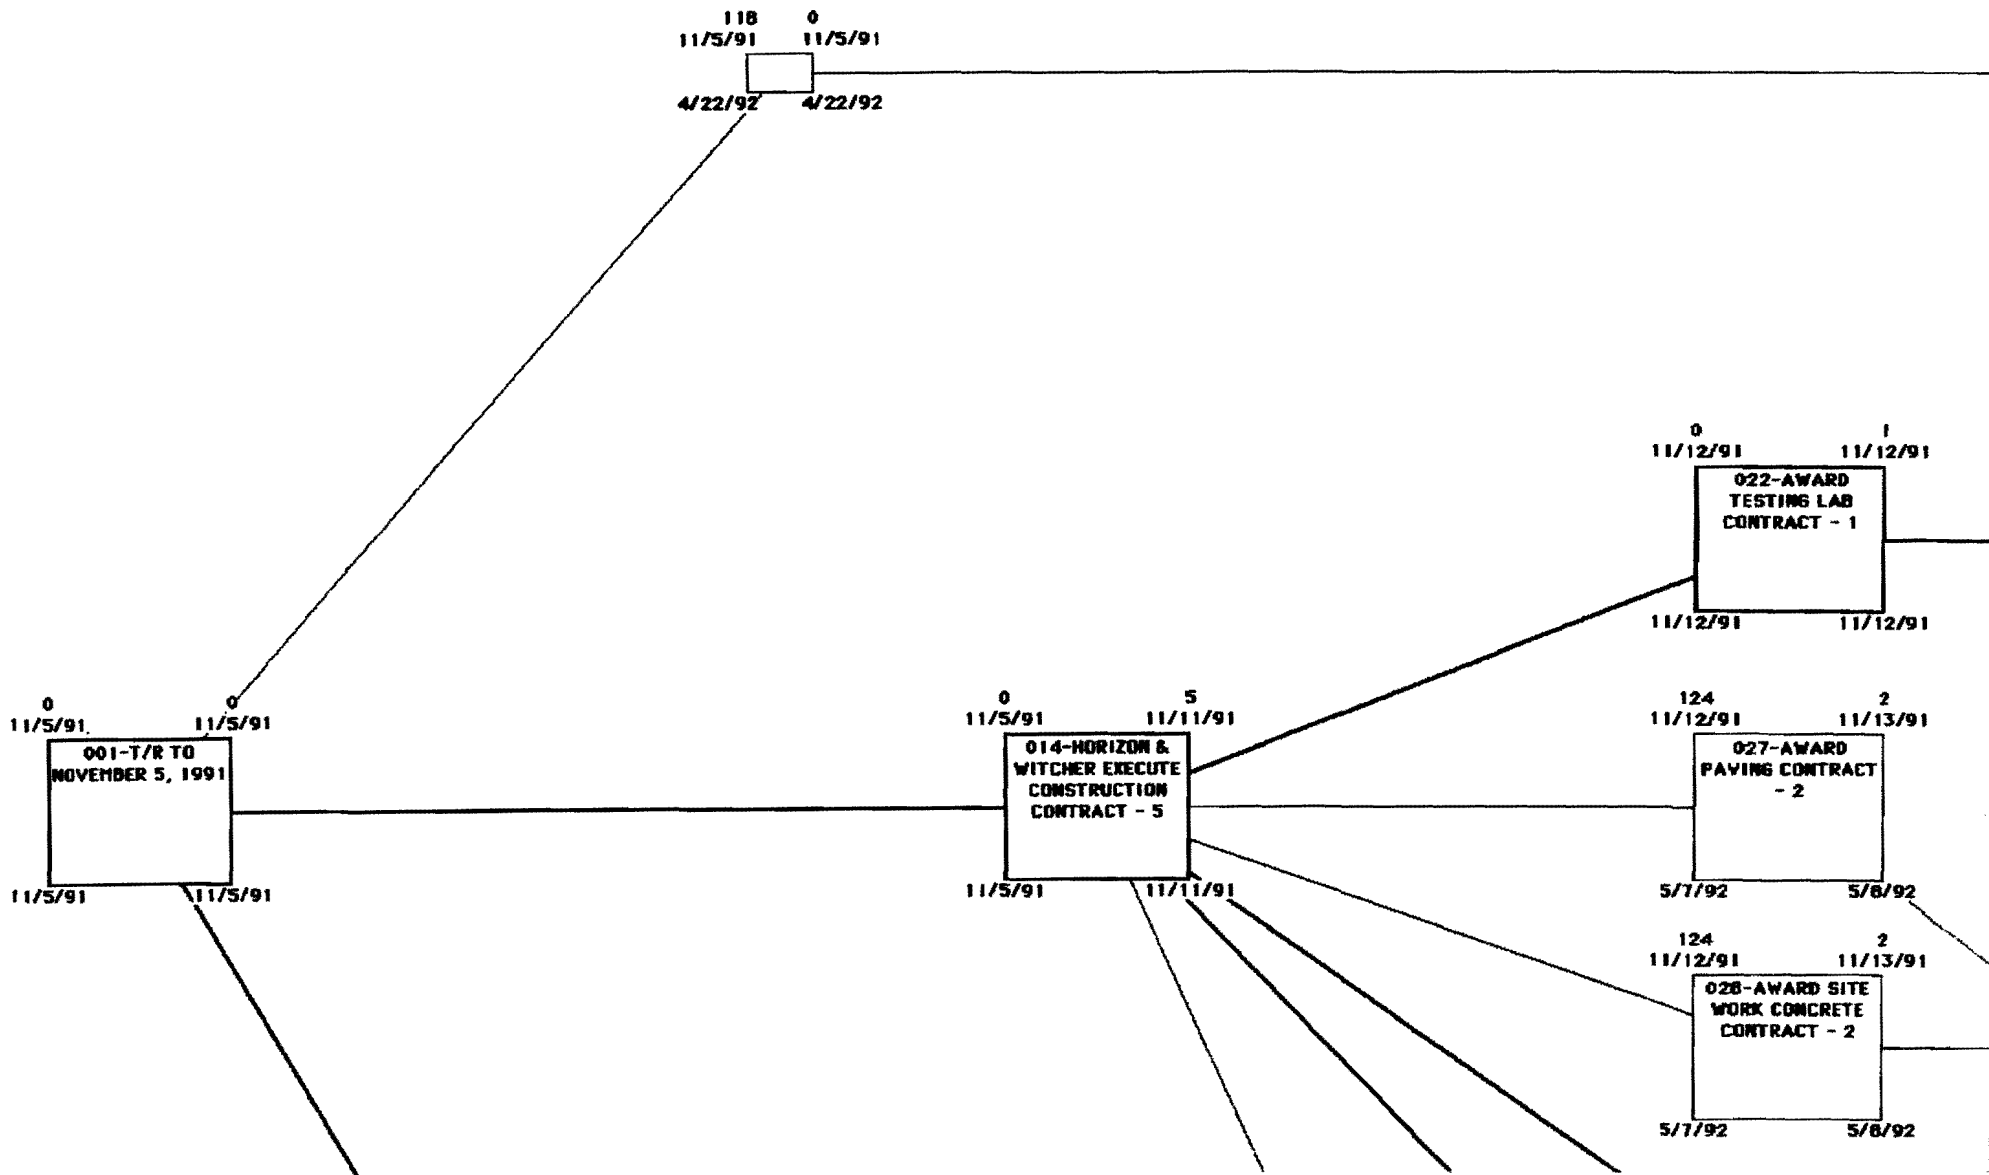 118 0
11/5/91 11/5/91
4/22/92 4/22/92
0 1
11/12/91 11/12/91
022-AWARD
TESTING LAB
CONTRACT - 1
11/12/91 11/12/91
0 0
11/5/91 11/5/91
001-T/R TO
NOVEMBER 5, 1991
11/5/91 11/5/91
0 5
11/5/91 11/11/91
014-HORIZON &
WITCHER EXECUTE
CONSTRUCTION
CONTRACT - 5
11/5/91 11/11/91
124 2
11/12/91 11/13/91
027-AWARD
PAVING CONTRACT
- 2
5/7/92 5/8/92
124 2
11/12/91 11/13/91
028-AWARD SITE
WORK CONCRETE
CONTRACT - 2
5/7/92 5/8/92